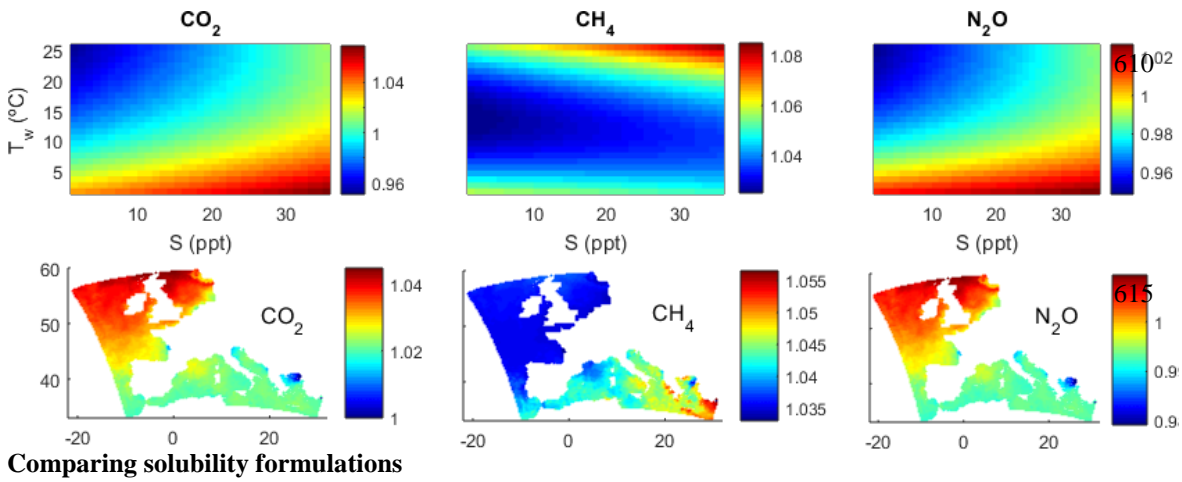 CO2 CH4 N2O
25 20 15 10 5
Tw (ºC)
1.04 1 0.96
1.08 1.06 1.04
610
1.02 1 0.98 0.96
10 20 30 10 20 30 10 20 30
S (ppt) S (ppt) S (ppt)
60 50 40
CO2 CH4 N2O
1.04 1.02 1
1.055 1.05 1.045 1.04 1.035
615
1
-20 0 20 -20 0 20 -20 0 20
Comparing solubility formulations